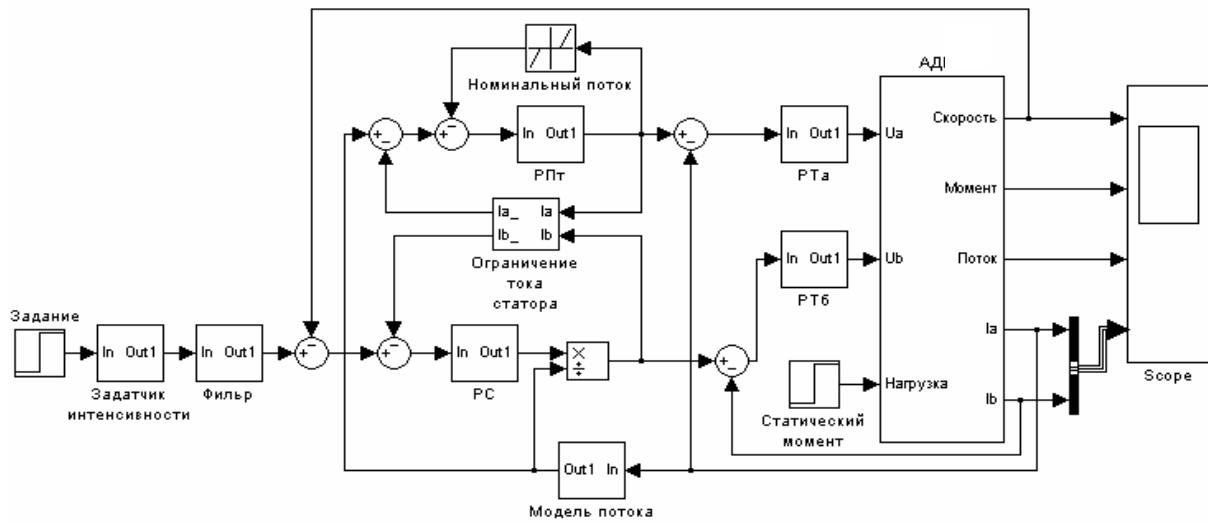 АДI
Номинальный поток
In Out1
РПт
In Out1
РТа
Ua
Скорость
Момент
Ia_ Ia
Ib_ Ib
Ограничение
тока
статора
In Out1
РТб
Ub
Поток
Задание
In Out1
Задатчик
интенсивности
In Out1
Фильр
In Out1
РС
Статический
момент
Нагрузка
Ia
Ib
Scope
Out1 In
Модель потока